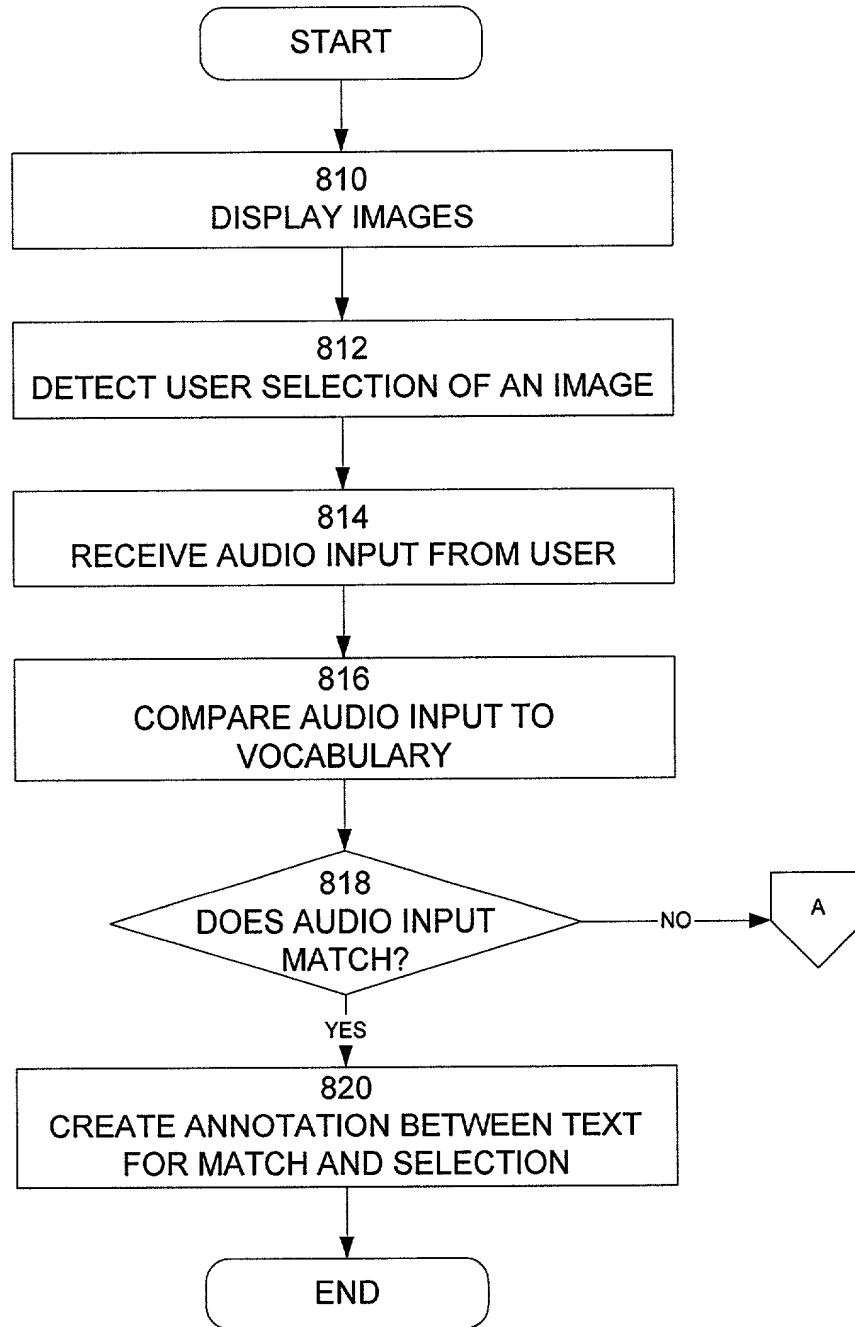 START
810
DISPLAY IMAGES
812
DETECT USER SELECTION OF AN IMAGE
814
RECEIVE AUDIO INPUT FROM USER
816
COMPARE AUDIO INPUT TO
VOCABULARY
818
DOES AUDIO INPUT
MATCH?
NO
A
YES
820
CREATE ANNOTATION BETWEEN TEXT
FOR MATCH AND SELECTION
END